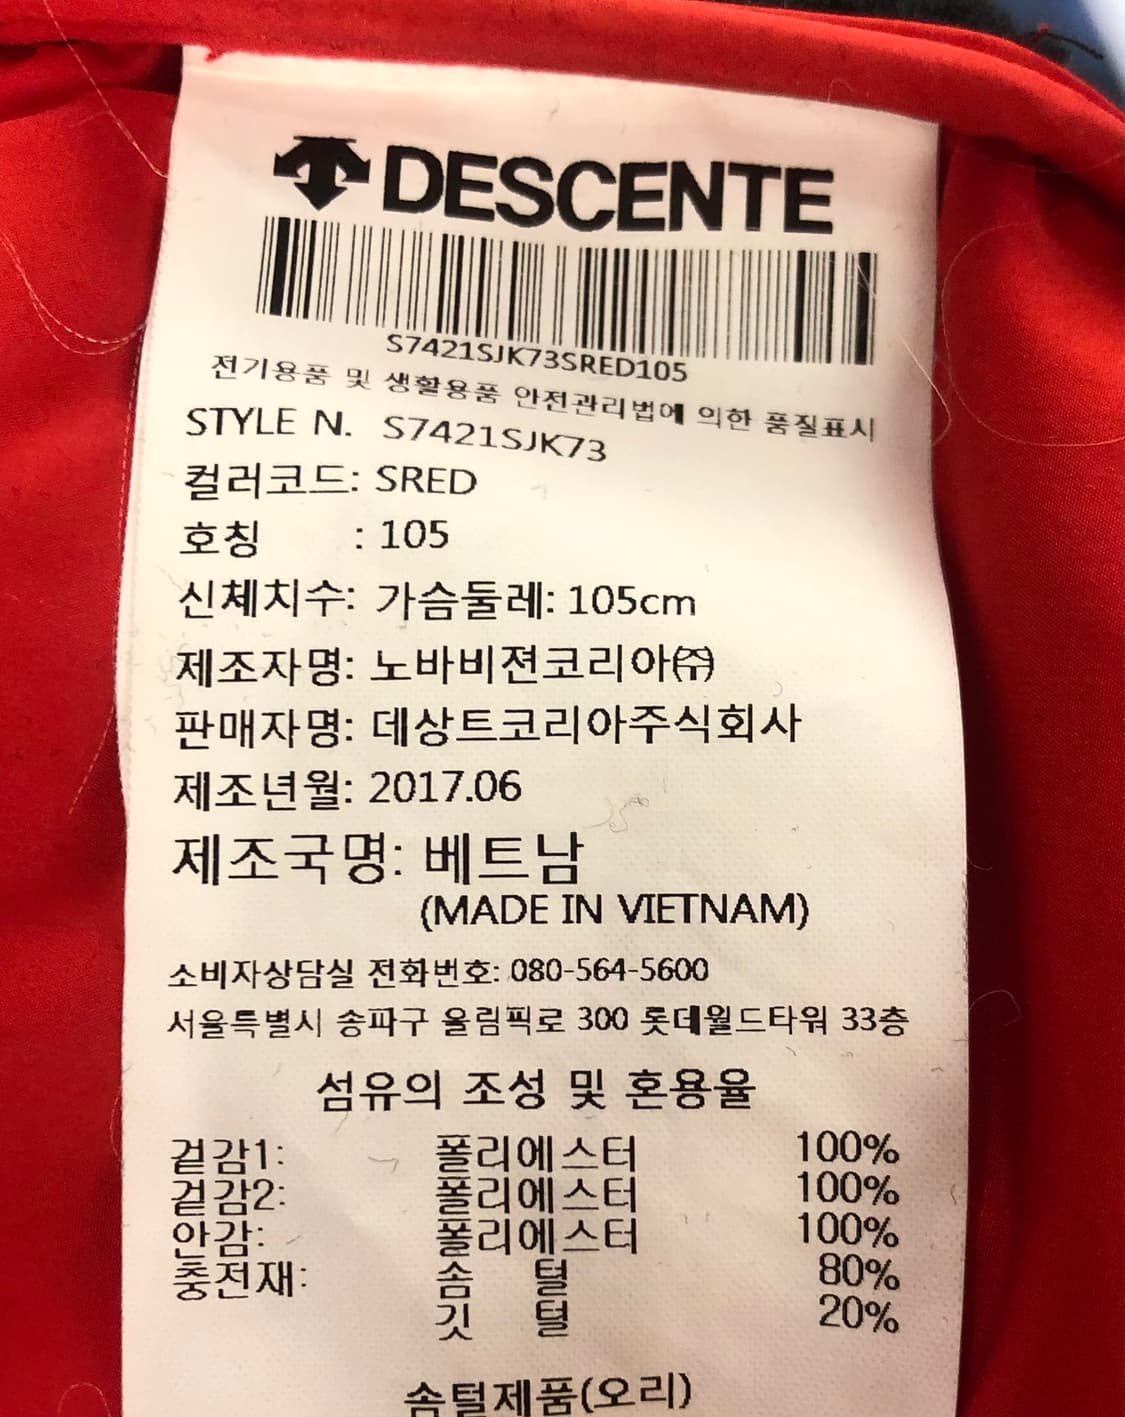 DESCENTE
S7421SJK73SRED105
전기용품 및 생활용품 안전관리법에 의한 품질표시
STYLE N. S7421SJK73
컬러코드: SRED
호칭 : 105
신체치수: 가슴둘레: 105cm
제조자명: 노바비젼코리아㈜
판매자명: 데상트코리아주식회사
제조년월: 2017.06
제조국명: 베트남
(MADE IN VIETNAM)
소비자상담실 전화번호: 080-564-5600
서울특별시 송파구 올림픽로 300 롯데월드타워 33층
섬유의 조성 및 혼용율
겉감1: 폴리에스터 100%
겉감2: 폴리에스터 100%
안감: 폴리에스터 100%
충전재: 솜 털 80%
깃 털 20%
솜털제품(오리)